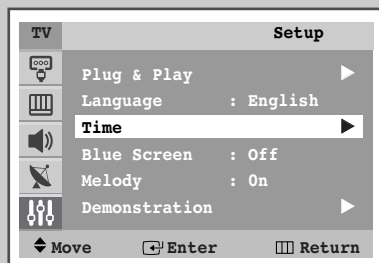 TV Setup
Plug & Play
Language : English
Time
Blue Screen : Off
Melody : On
Demonstration
Move Enter Return